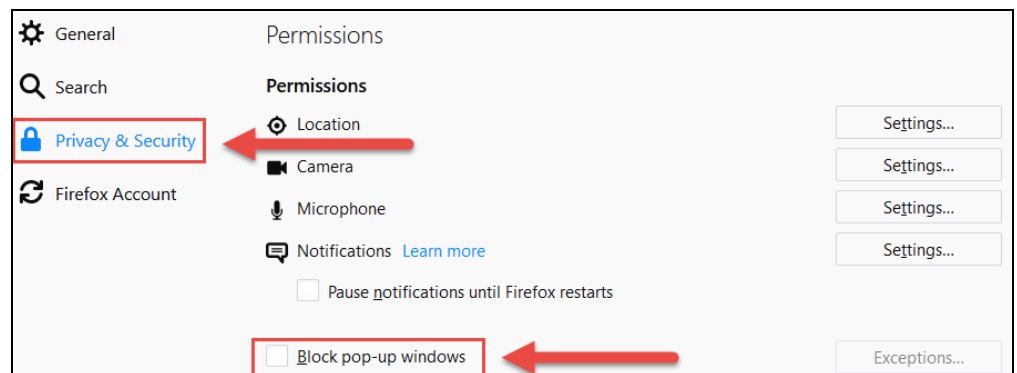 General
Search
Privacy & Security
Firefox Account
Permissions
Permissions
Location Settings...
Camera Settings...
Microphone Settings...
Notifications Learn more Settings...
Pause notifications until Firefox restarts
Block pop-up windows Exceptions...